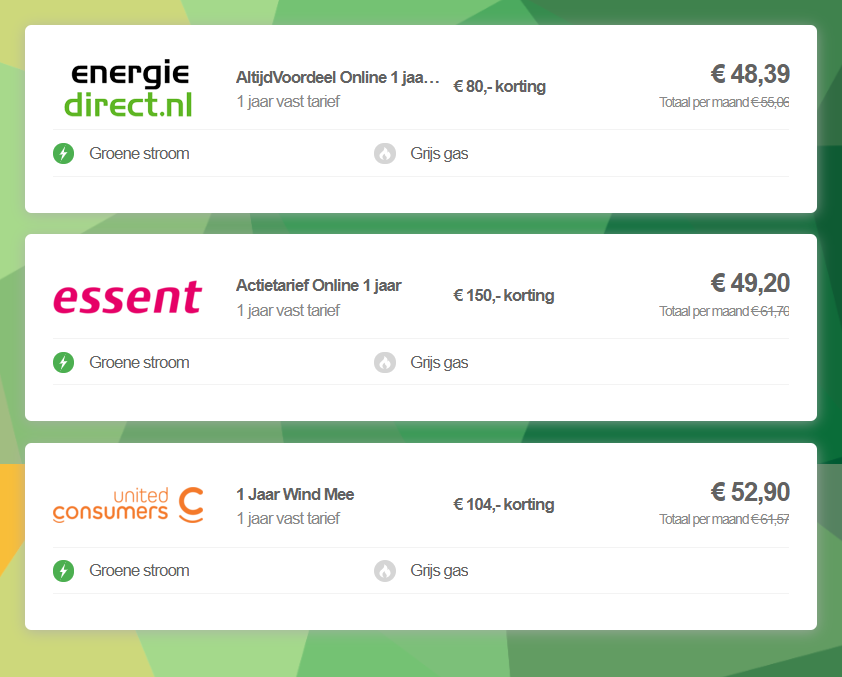 energie
direct.nl
AltijdVoordeel Online 1 jaa...
1 jaar vast tarief
€ 80,- korting
€ 48,39
Totaal per maand € 55,06
Groene stroom
Grijs gas
essent
Actietarief Online 1 jaar
1 jaar vast tarief
€ 150,- korting
€ 49,20
Totaal per maand € 61,70
Groene stroom
Grijs gas
united
consumers
1 Jaar Wind Mee
1 jaar vast tarief
€ 104,- korting
€ 52,90
Totaal per maand € 61,57
Groene stroom
Grijs gas